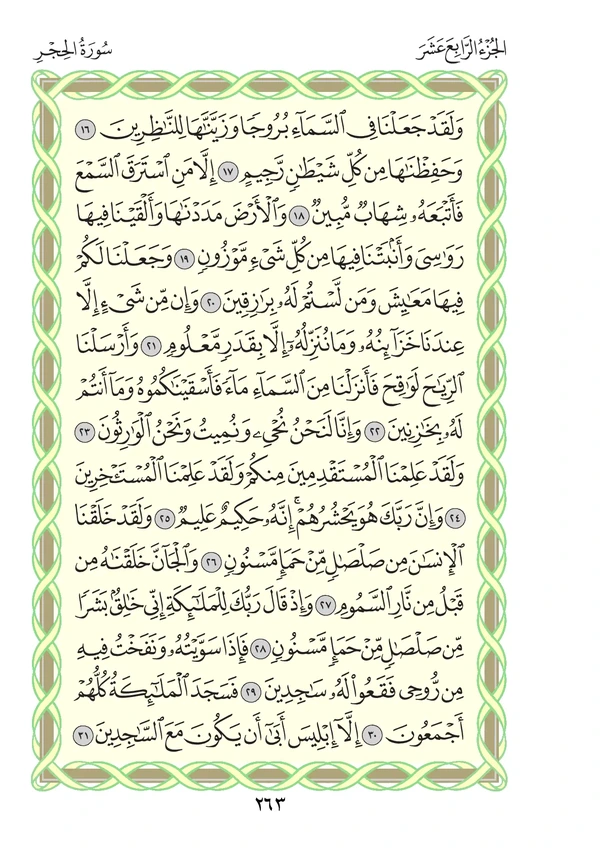 الجُزْءُ الرَّابِعَ عَشَرَ
سُورَةُ الحِجْرِ
وَلَقَدْ جَعَلْنَا فِي ٱلسَّمَآءِ بُرُوجًا وَزَيَّنَّٰهَا لِلنَّٰظِرِينَ ١٦
وَحَفِظْنَٰهَا مِن كُلِّ شَيْطَٰنٍ رَّجِيمٍ ١٧ إِلَّا مَنِ ٱسْتَرَقَ ٱلسَّمْعَ
فَأَتْبَعَهُۥ شِهَابٌ مُّبِينٌ ١٨ وَٱلْأَرْضَ مَدَدْنَٰهَا وَأَلْقَيْنَا فِيهَا
رَوَٰسِيَ وَأَنۢبَتْنَا فِيهَا مِن كُلِّ شَيْءٍ مَّوْزُونٍ ١٩ وَجَعَلْنَا لَكُمْ
فِيهَا مَعَٰيِشَ وَمَن لَّسْتُمْ لَهُۥ بِرَٰزِقِينَ ٢٠ وَإِن مِّن شَيْءٍ إِلَّا
عِندَنَا خَزَآئِنُهُۥ وَمَا نُنَزِّلُهُۥٓ إِلَّا بِقَدَرٍ مَّعْلُومٍ ٢١ وَأَرْسَلْنَا
ٱلرِّيَٰحَ لَوَٰقِحَ فَأَنزَلْنَا مِنَ ٱلسَّمَآءِ مَآءً فَأَسْقَيْنَٰكُمُوهُ وَمَآ أَنتُمْ
لَهُۥ بِخَٰزِنِينَ ٢٢ وَإِنَّا لَنَحْنُ نُحْيِۦ وَنُمِيتُ وَنَحْنُ ٱلْوَٰرِثُونَ ٢٣
وَلَقَدْ عَلِمْنَا ٱلْمُسْتَقْدِمِينَ مِنكُمْ وَلَقَدْ عَلِمْنَا ٱلْمُسْتَـْٔخِرِينَ
٢٤ وَإِنَّ رَبَّكَ هُوَ يَحْشُرُهُمْ ۚ إِنَّهُۥ حَكِيمٌ عَلِيمٌ ٢٥ وَلَقَدْ خَلَقْنَا
ٱلْإِنسَٰنَ مِن صَلْصَٰلٍ مِّنْ حَمَإٍ مَّسْنُونٍ ٢٦ وَٱلْجَآنَّ خَلَقْنَٰهُ مِن
قَبْلُ مِن نَّارِ ٱلسَّمُومِ ٢٧ وَإِذْ قَالَ رَبُّكَ لِلْمَلَٰٓئِكَةِ إِنِّي خَٰلِقٌۢ بَشَرًا
مِّن صَلْصَٰلٍ مِّنْ حَمَإٍ مَّسْنُونٍ ٢٨ فَإِذَا سَوَّيْتُهُۥ وَنَفَخْتُ فِيهِ
مِن رُّوحِي فَقَعُوا۟ لَهُۥ سَٰجِدِينَ ٢٩ فَسَجَدَ ٱلْمَلَٰٓئِكَةُ كُلُّهُمْ
أَجْمَعُونَ ٣٠ إِلَّآ إِبْلِيسَ أَبَىٰٓ أَن يَكُونَ مَعَ ٱلسَّٰجِدِينَ ٣١
٢٦٣